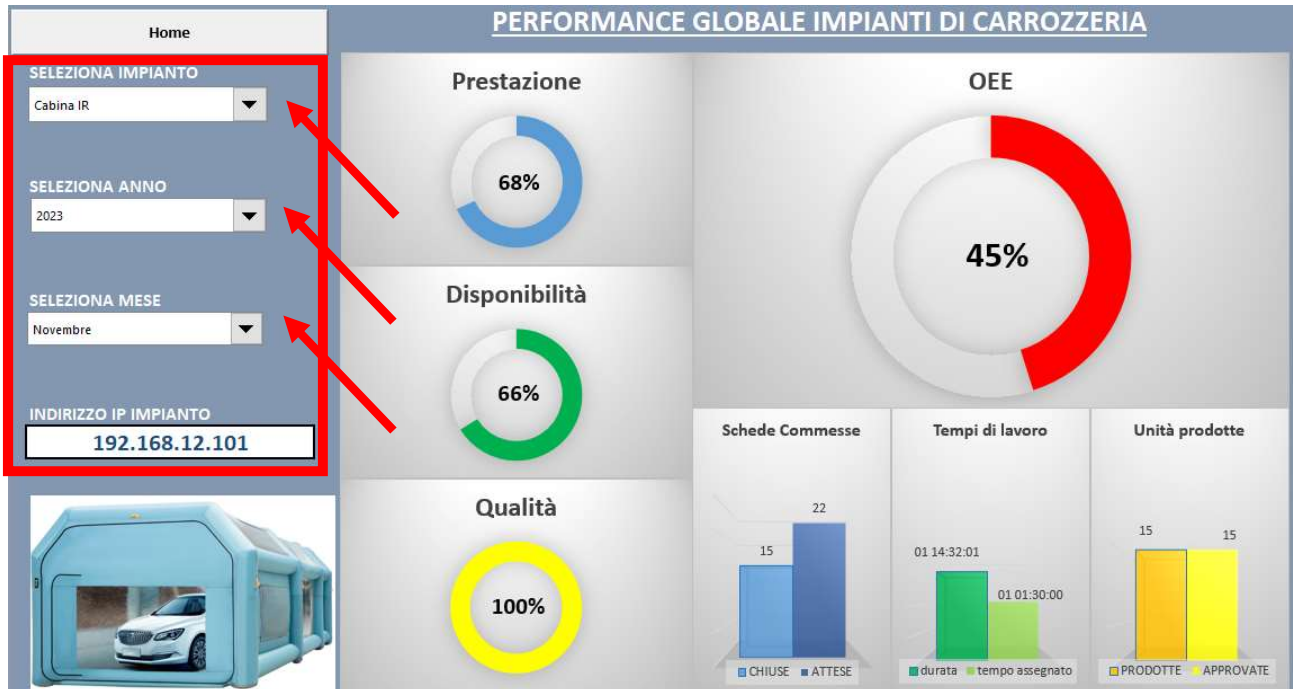 Home
PERFORMANCE GLOBALE IMPIANTI DI CARROZZERIA
SELEZIONA IMPIANTO
Cabina IR
SELEZIONA ANNO
2023
SELEZIONA MESE
Novembre
INDIRIZZO IP IMPIANTO
192.168.12.101
Prestazione
68%
Disponibilità
66%
Qualità
100%
OEE
45%
Schede Commesse
15
22
CHIUSE ATTESE
Tempi di lavoro
01 14:32:01
01 01:30:00
durata tempo assegnato
Unità prodotte
15
15
PRODOTTE APPROVATE